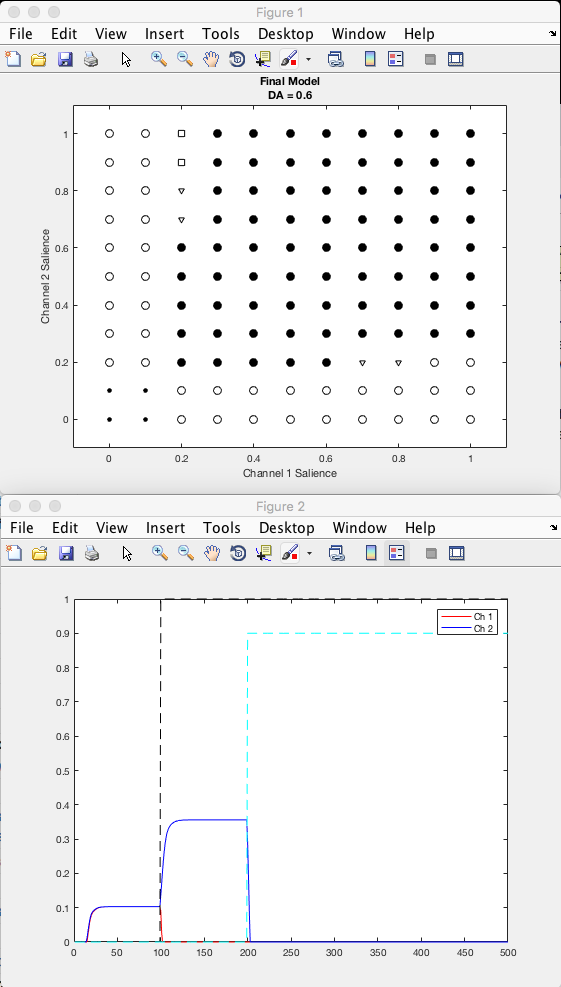 Figure 1
File Edit View Insert Tools Desktop Window Help
Final Model
DA = 0.6
1
0.8
0.6
0.4
0.2
0
Channel 2 Salience
0 0.2 0.4 0.6 0.8 1
Channel 1 Salience
Figure 2
File Edit View Insert Tools Desktop Window Help
1
0.9
0.8
0.7
0.6
0.5
0.4
0.3
0.2
0.1
0
Ch 1
Ch 2
0 50 100 150 200 250 300 350 400 450 500